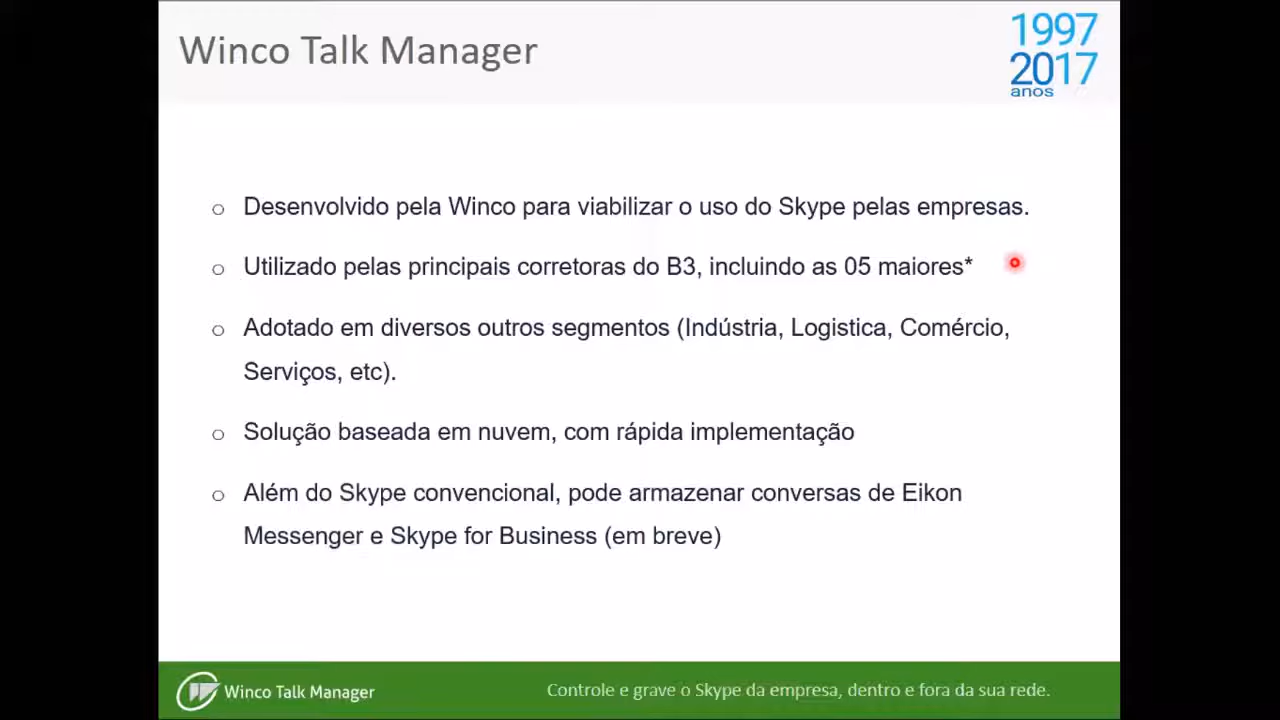 Winco Talk Manager
1997
2017
anos
o Desenvolvido pela Winco para viabilizar o uso do Skype pelas empresas.
o Utilizado pelas principais corretoras do B3, incluindo as 05 maiores*
o Adotado em diversos outros segmentos (Indústria, Logistica, Comércio,
Serviços, etc).
o Solução baseada em nuvem, com rápida implementação
o Além do Skype convencional, pode armazenar conversas de Eikon
Messenger e Skype for Business (em breve)
Winco Talk Manager
Controle e grave o Skype da empresa, dentro e fora da sua rede.